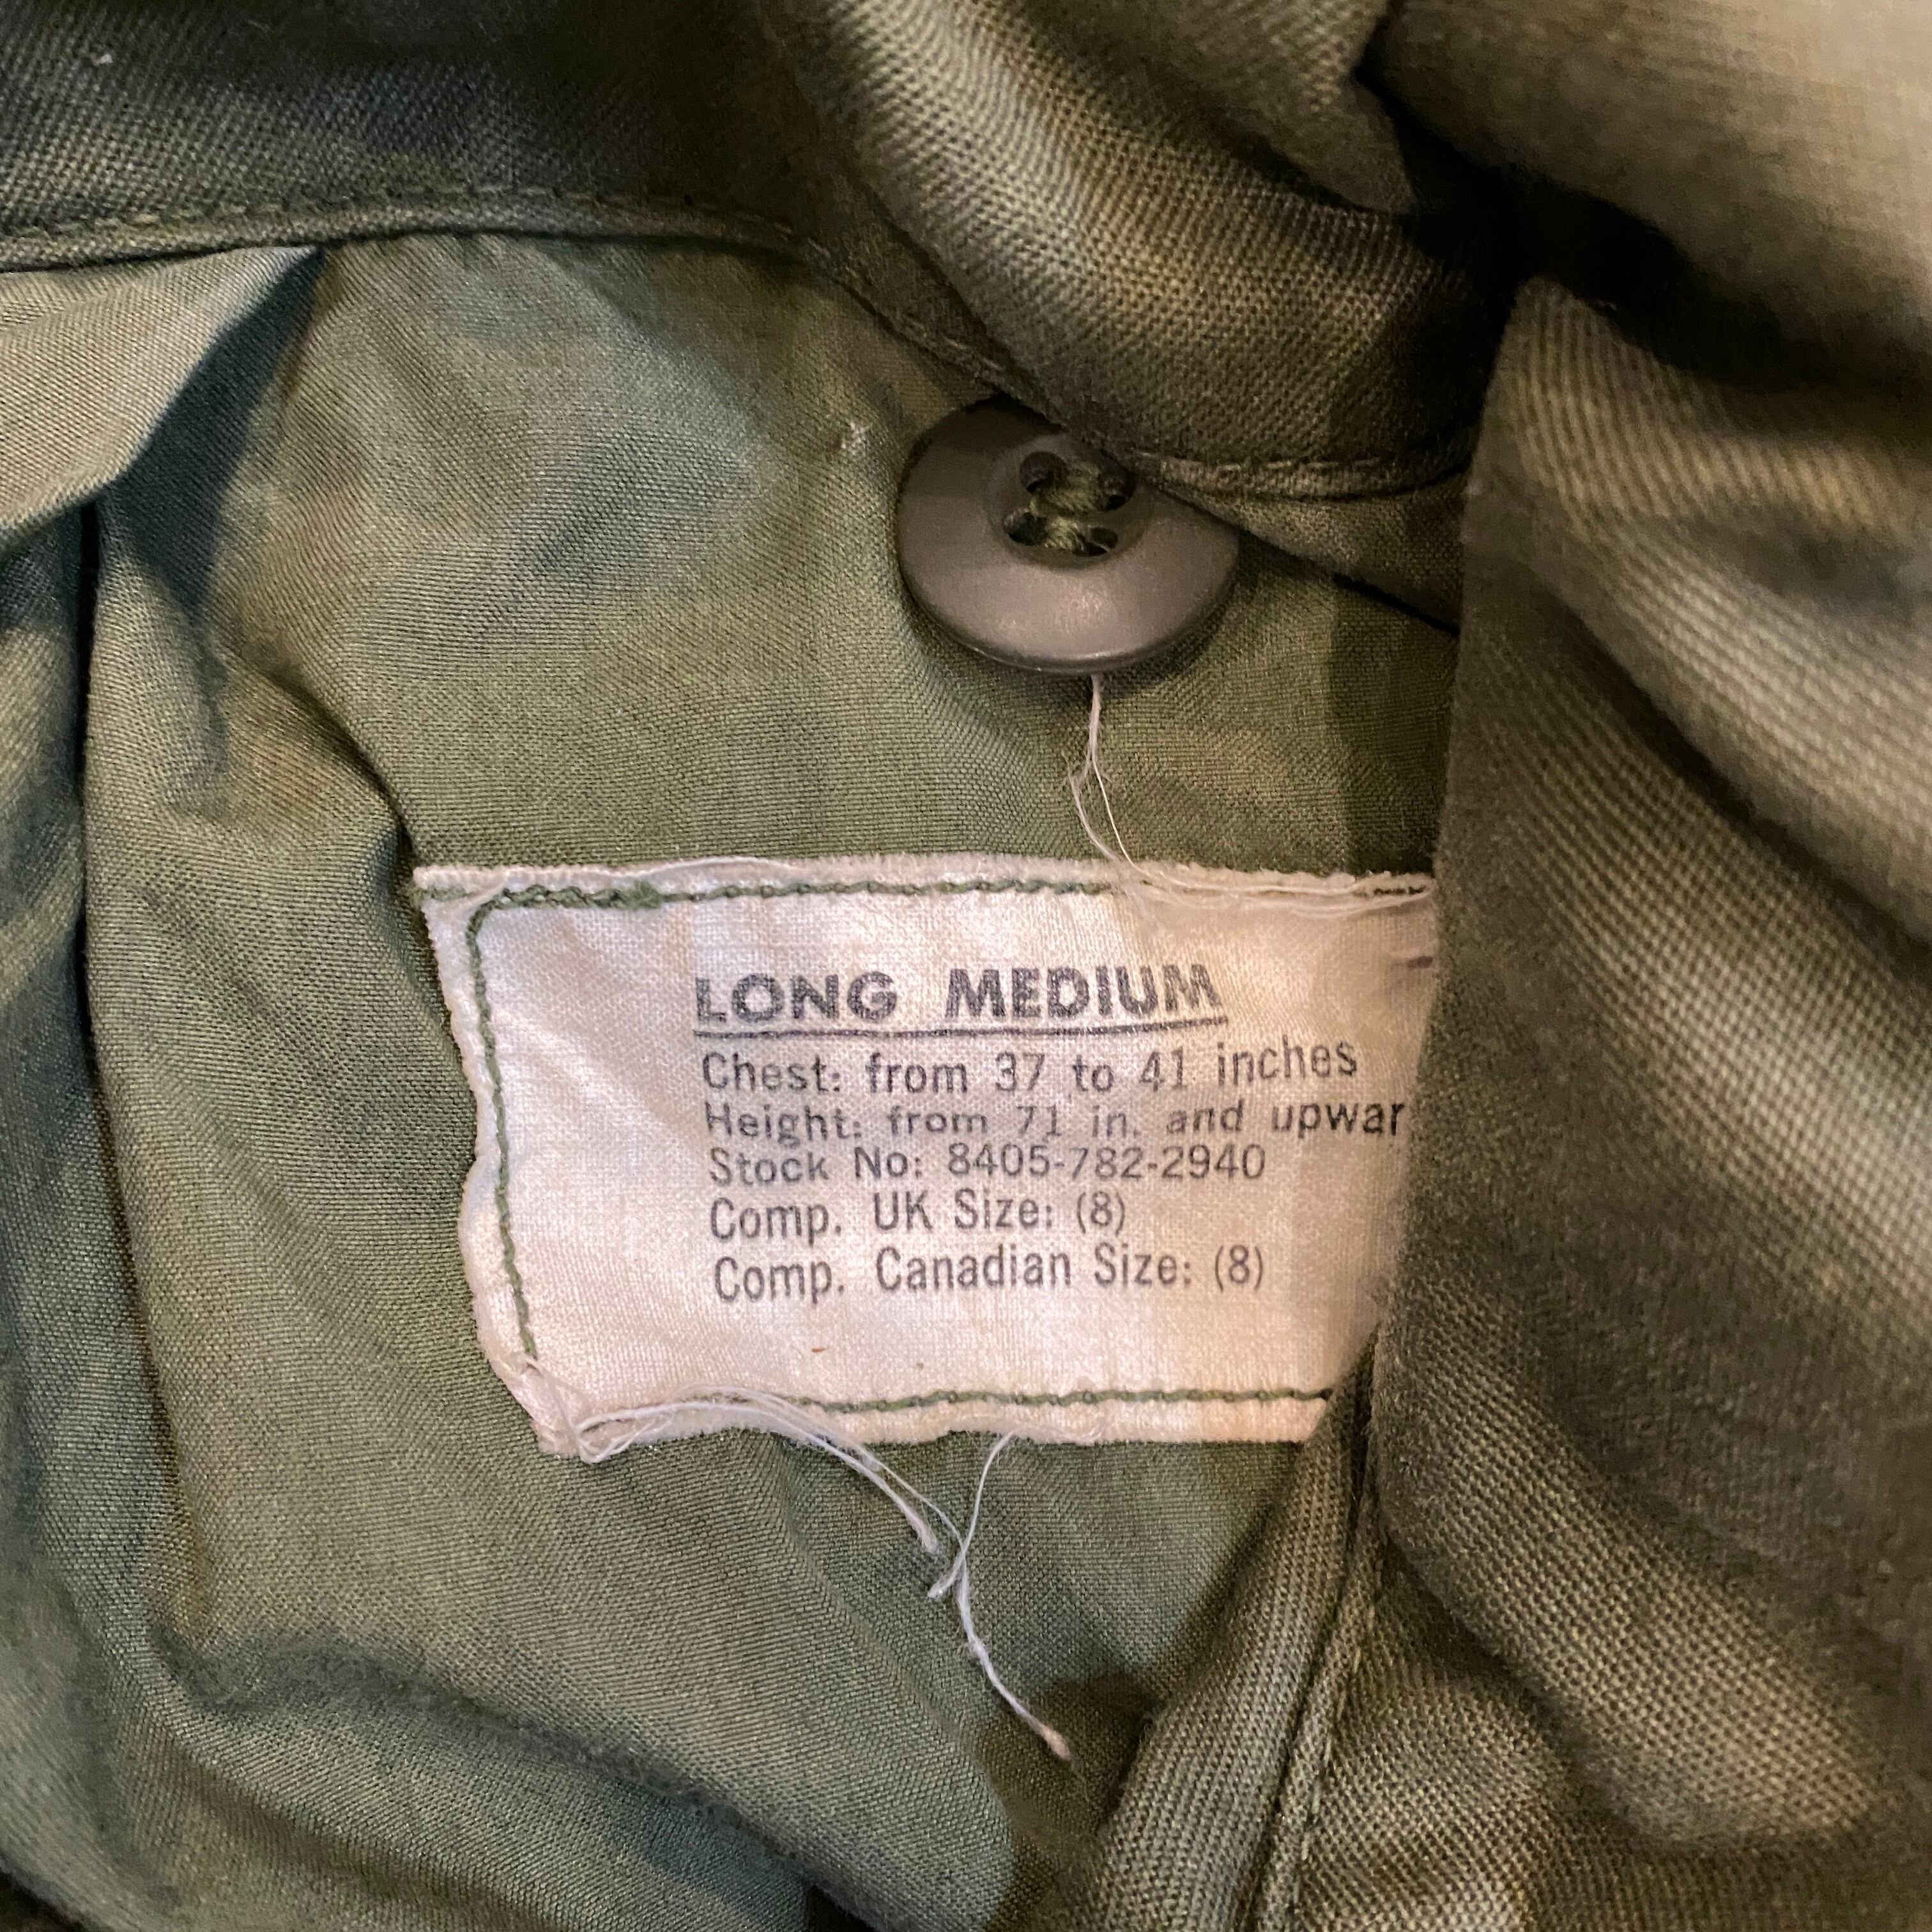 LONG MEDIUM
Chest: from 37 to 41 inches
Height: from 71 in. and upwar
Stock No: 8405-782-2940
Comp. UK Size: (8)
Comp. Canadian Size: (8)